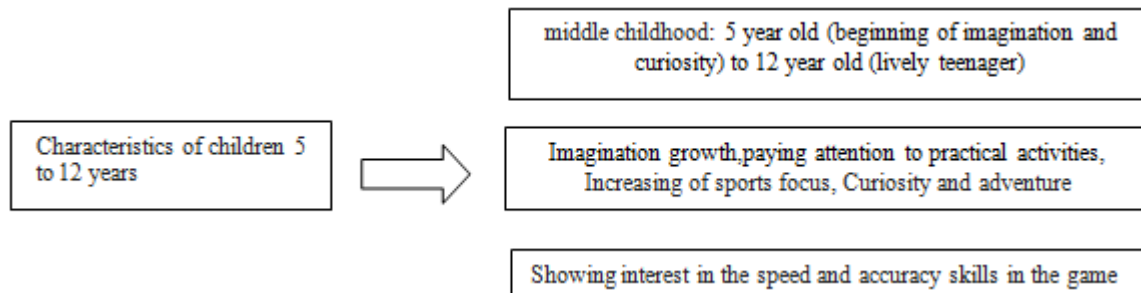 middle childhood: 5 year old (beginning of imagination and
curiosity) to 12 year old (lively teenager)
Characteristics of children 5
to 12 years
Imagination growth,paying attention to practical activities,
Increasing of sports focus, Curiosity and adventure
Showing interest in the speed and accuracy skills in the game